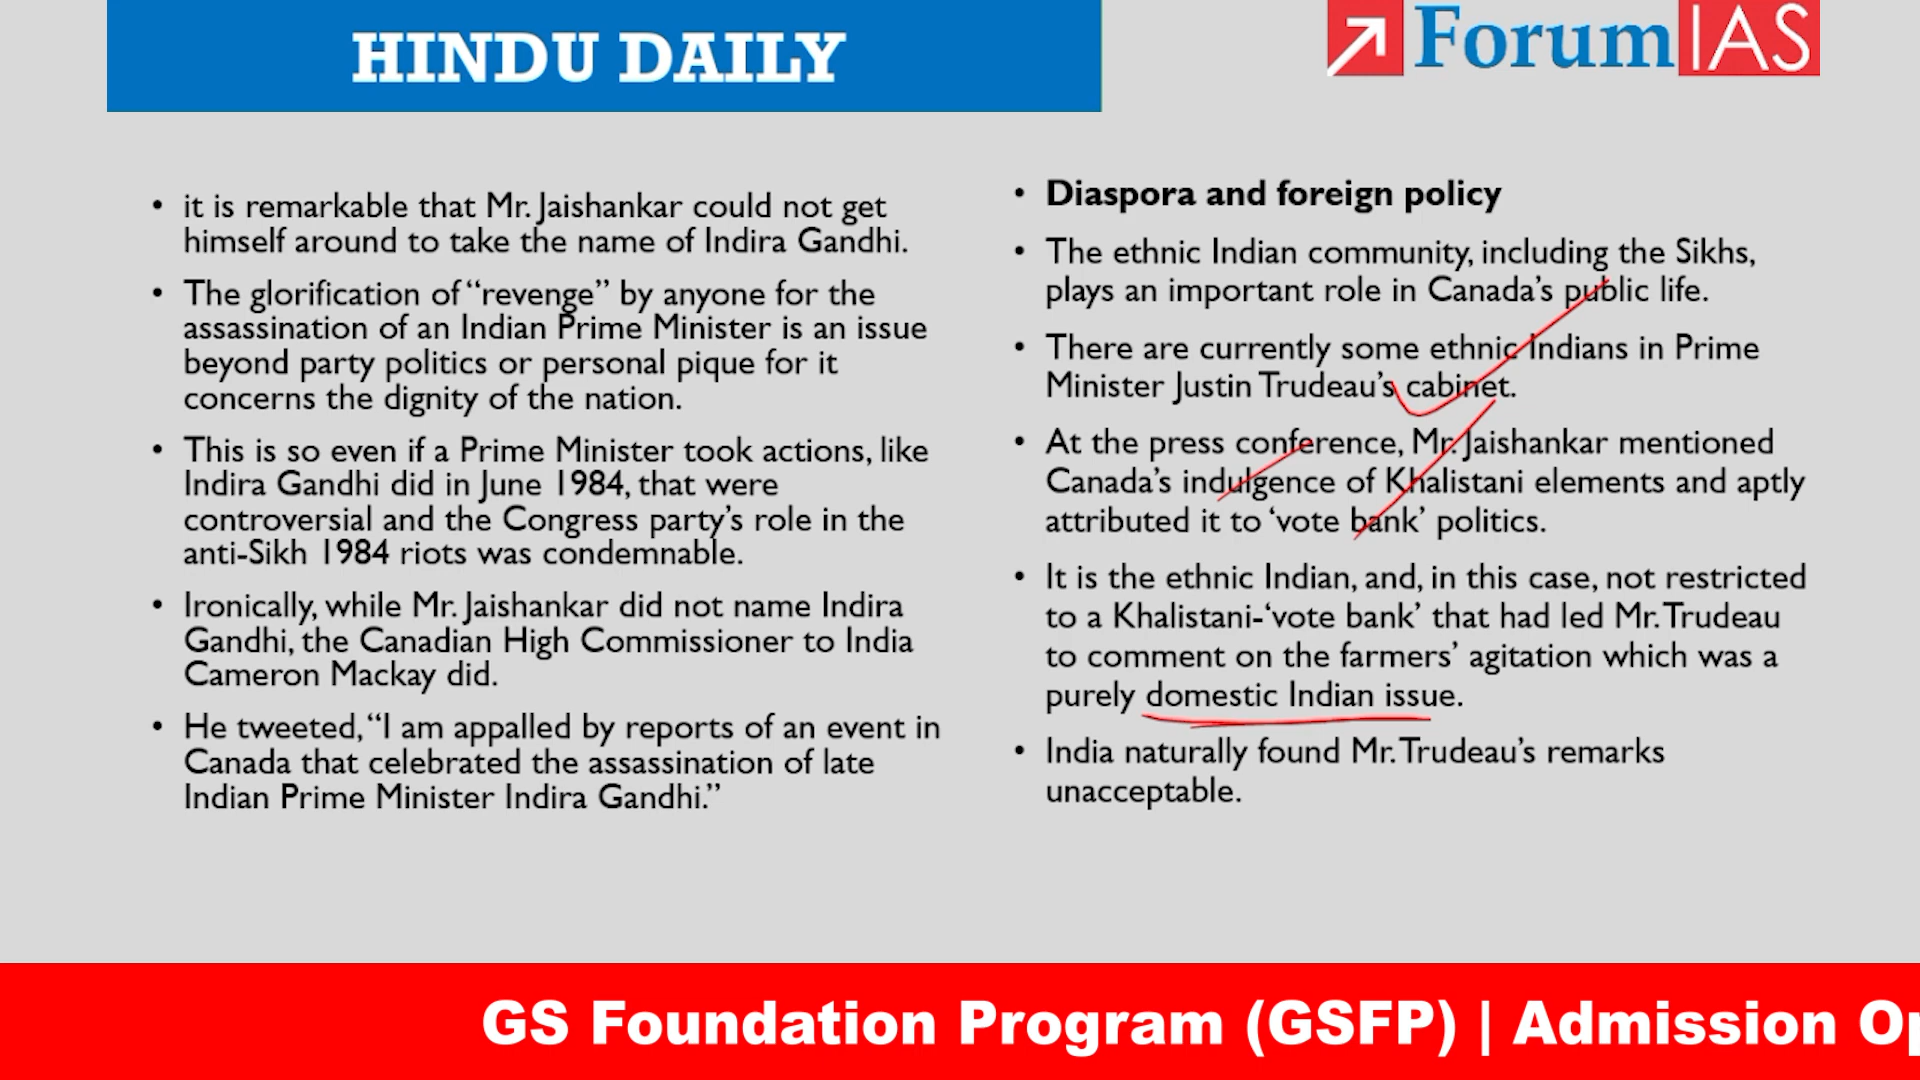 HINDU DAILY
ForumIAS
• it is remarkable that Mr. Jaishankar could not get
himself around to take the name of Indira Gandhi.
• The glorification of “revenge” by anyone for the
assassination of an Indian Prime Minister is an issue
beyond party politics or personal pique for it
concerns the dignity of the nation.
• This is so even if a Prime Minister took actions, like
Indira Gandhi did in June 1984, that were
controversial and the Congress party’s role in the
anti-Sikh 1984 riots was condemnable.
• Ironically, while Mr. Jaishankar did not name Indira
Gandhi, the Canadian High Commissioner to India
Cameron Mackay did.
• He tweeted, “I am appalled by reports of an event in
Canada that celebrated the assassination of late
Indian Prime Minister Indira Gandhi.”
• Diaspora and foreign policy
• The ethnic Indian community, including the Sikhs,
plays an important role in Canada’s public life.
• There are currently some ethnic Indians in Prime
Minister Justin Trudeau’s cabinet.
• At the press conference, Mr. Jaishankar mentioned
Canada’s indulgence of Khalistani elements and aptly
attributed it to ‘vote bank’ politics.
• It is the ethnic Indian, and, in this case, not restricted
to a Khalistani-‘vote bank’ that had led Mr. Trudeau
to comment on the farmers’ agitation which was a
purely domestic Indian issue.
• India naturally found Mr. Trudeau’s remarks
unacceptable.
GS Foundation Program (GSFP) | Admission Op